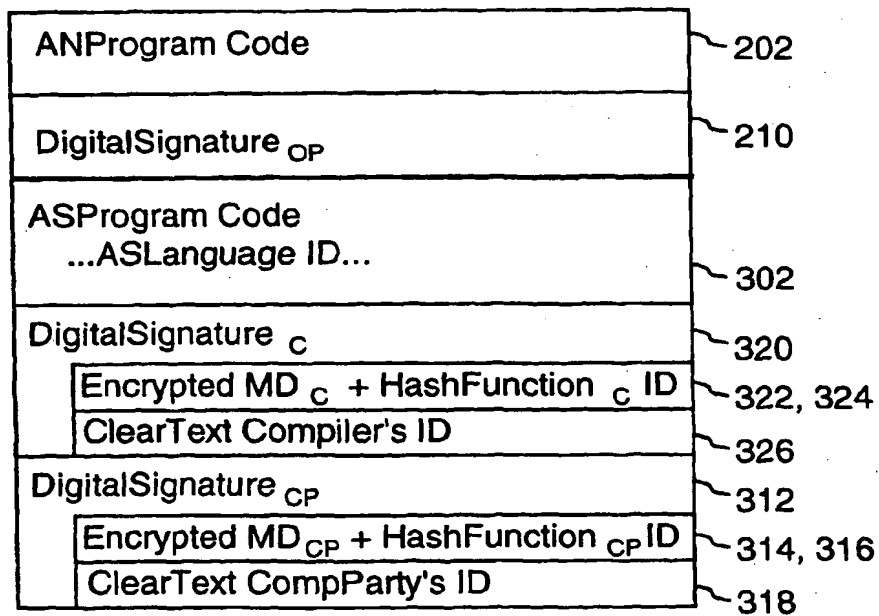 ANProgram Code 202
DigitalSignature OP 210
ASProgram Code
...ASLanguage ID... 302
DigitalSignature C 320
Encrypted MD C + HashFunction C ID 322, 324
ClearText Compiler's ID 326
DigitalSignature CP 312
Encrypted MD CP + HashFunction CP ID 314, 316
ClearText CompParty's ID 318